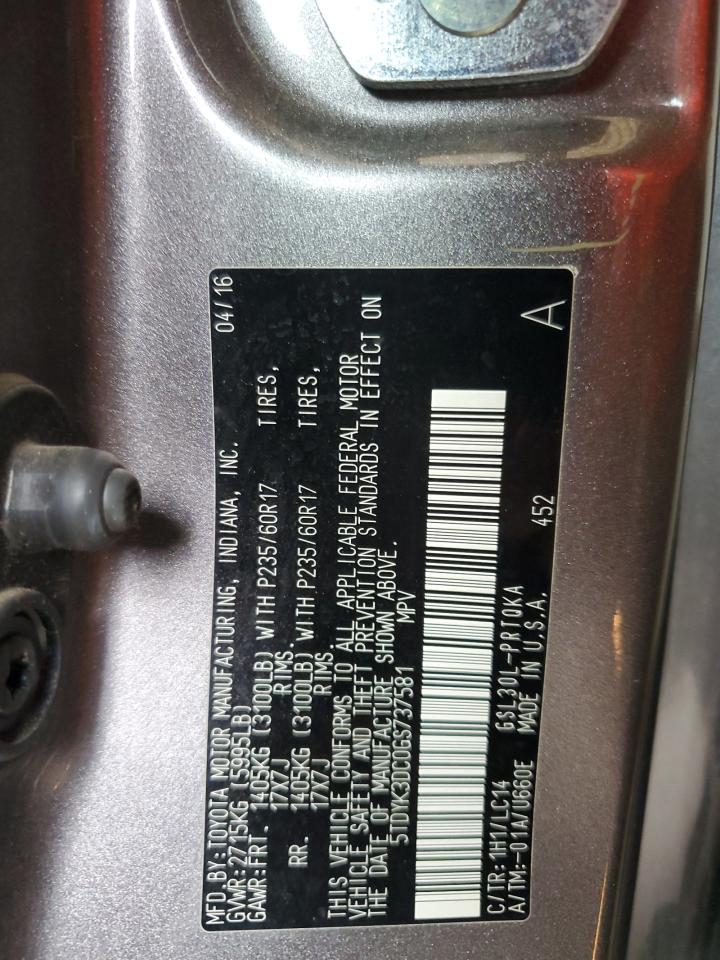 MFD.BY:TOYOTA MOTOR MANUFACTURING, INDIANA, INC. 04/16
GVWR:2715KG (5995LB)
GAWR:FRT. 1405KG (3100LB) WITH P235/60R17 TIRES,
17X7J RIMS.
RR. 1405KG (3100LB) WITH P235/60R17 TIRES,
17X7J RIMS.
THIS VEHICLE CONFORMS TO ALL APPLICABLE FEDERAL MOTOR
VEHICLE SAFETY AND THEFT PREVENTION STANDARDS IN EFFECT ON
THE DATE OF MANUFACTURE SHOWN ABOVE.
5TDYK3DC0GS737581 MPV
C/TR:1H1/LC14 GSL30L-PRTQKA
A/TM:-011A/U660E MADE IN U.S.A. 452 A